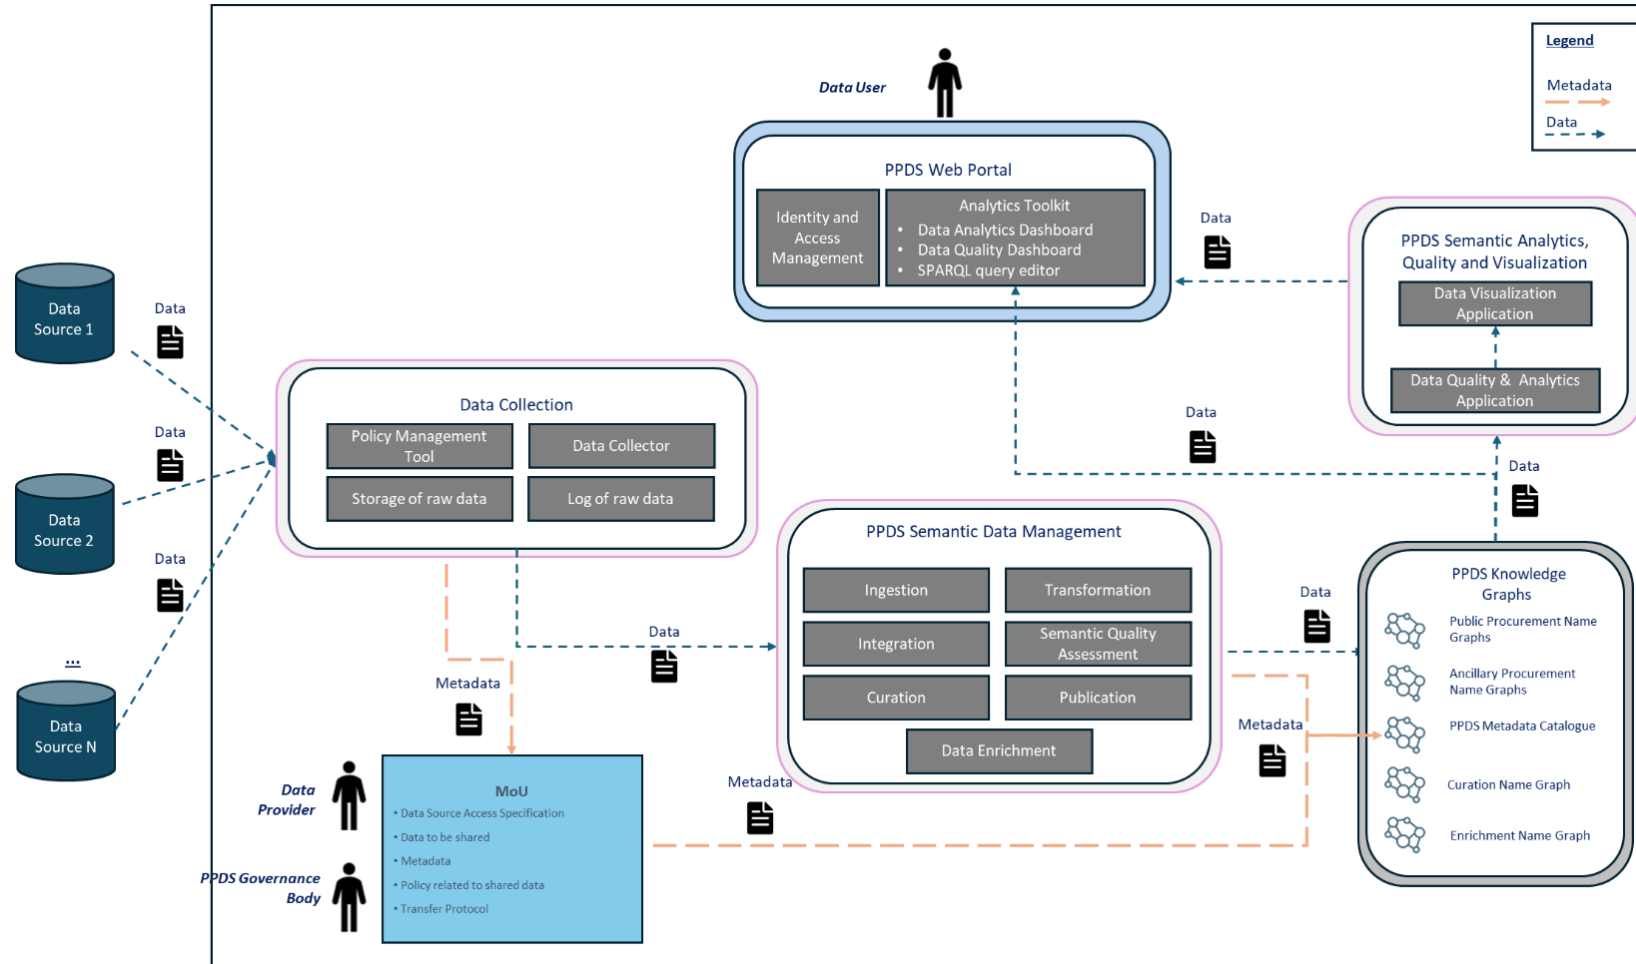 Legend
Metadata
Data
Data User
PPDS Web Portal
Identity and
Access
Management
Analytics Toolkit
• Data Analytics Dashboard
• Data Quality Dashboard
• SPARQL query editor
Data
PPDS Semantic Analytics,
Quality and Visualization
Data Visualization
Application
Data Quality & Analytics
Application
Data
Source 1
Data
Data
Source 2
Data
...
Data
Source N
Data
Data Collection
Policy Management
Tool
Data Collector
Storage of raw data
Log of raw data
Data
Data
PPDS Semantic Data Management
Ingestion
Transformation
Integration
Semantic Quality
Assessment
Curation
Publication
Data Enrichment
Data
Metadata
Data
Metadata
Metadata
PPDS Knowledge
Graphs
Public Procurement Name
Graphs
Ancillary Procurement
Name Graphs
PPDS Metadata Catalogue
Curation Name Graph
Enrichment Name Graph
Data
Provider
PPDS Governance
Body
MoU
• Data Source Access Specification
• Data to be shared
• Metadata
• Policy related to shared data
• Transfer Protocol